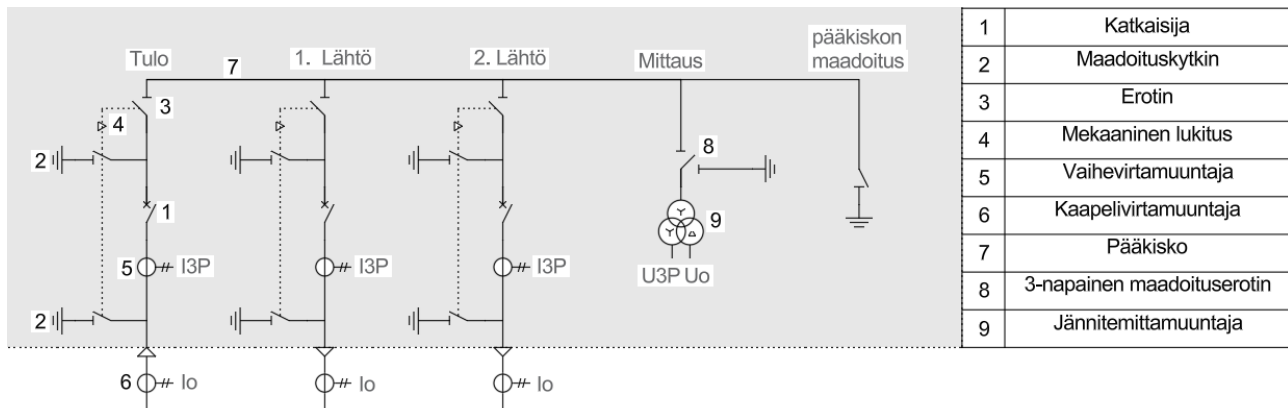 Tulo
7
1. Lähtö
2. Lähtö
Mittaus
pääkiskon
maadoitus
3
4
2
8
1
9
5
I3P
I3P
I3P
U3P Uo
2
6
Io
Io
Io
1 Katkaisija
2 Maadoituskytkin
3 Erotin
4 Mekaaninen lukitus
5 Vaihevirtamuuntaja
6 Kaapelivirtamuuntaja
7 Pääkisko
8 3-napainen maadoituserotin
9 Jännitemittamuuntaja